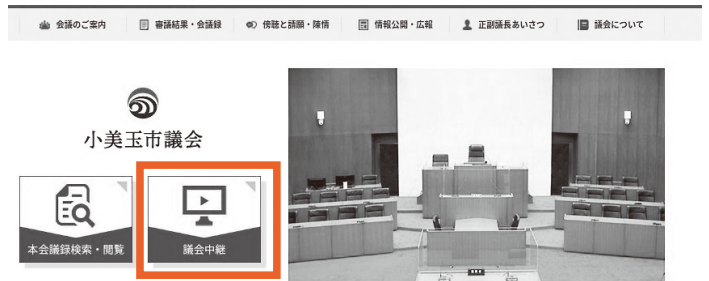 会議のご案内
審議結果・会議録
傍聴と請願・陳情
情報公開・広報
正副議長あいさつ
議会について
小美玉市議会
本会議録検索・閲覧
議会中継